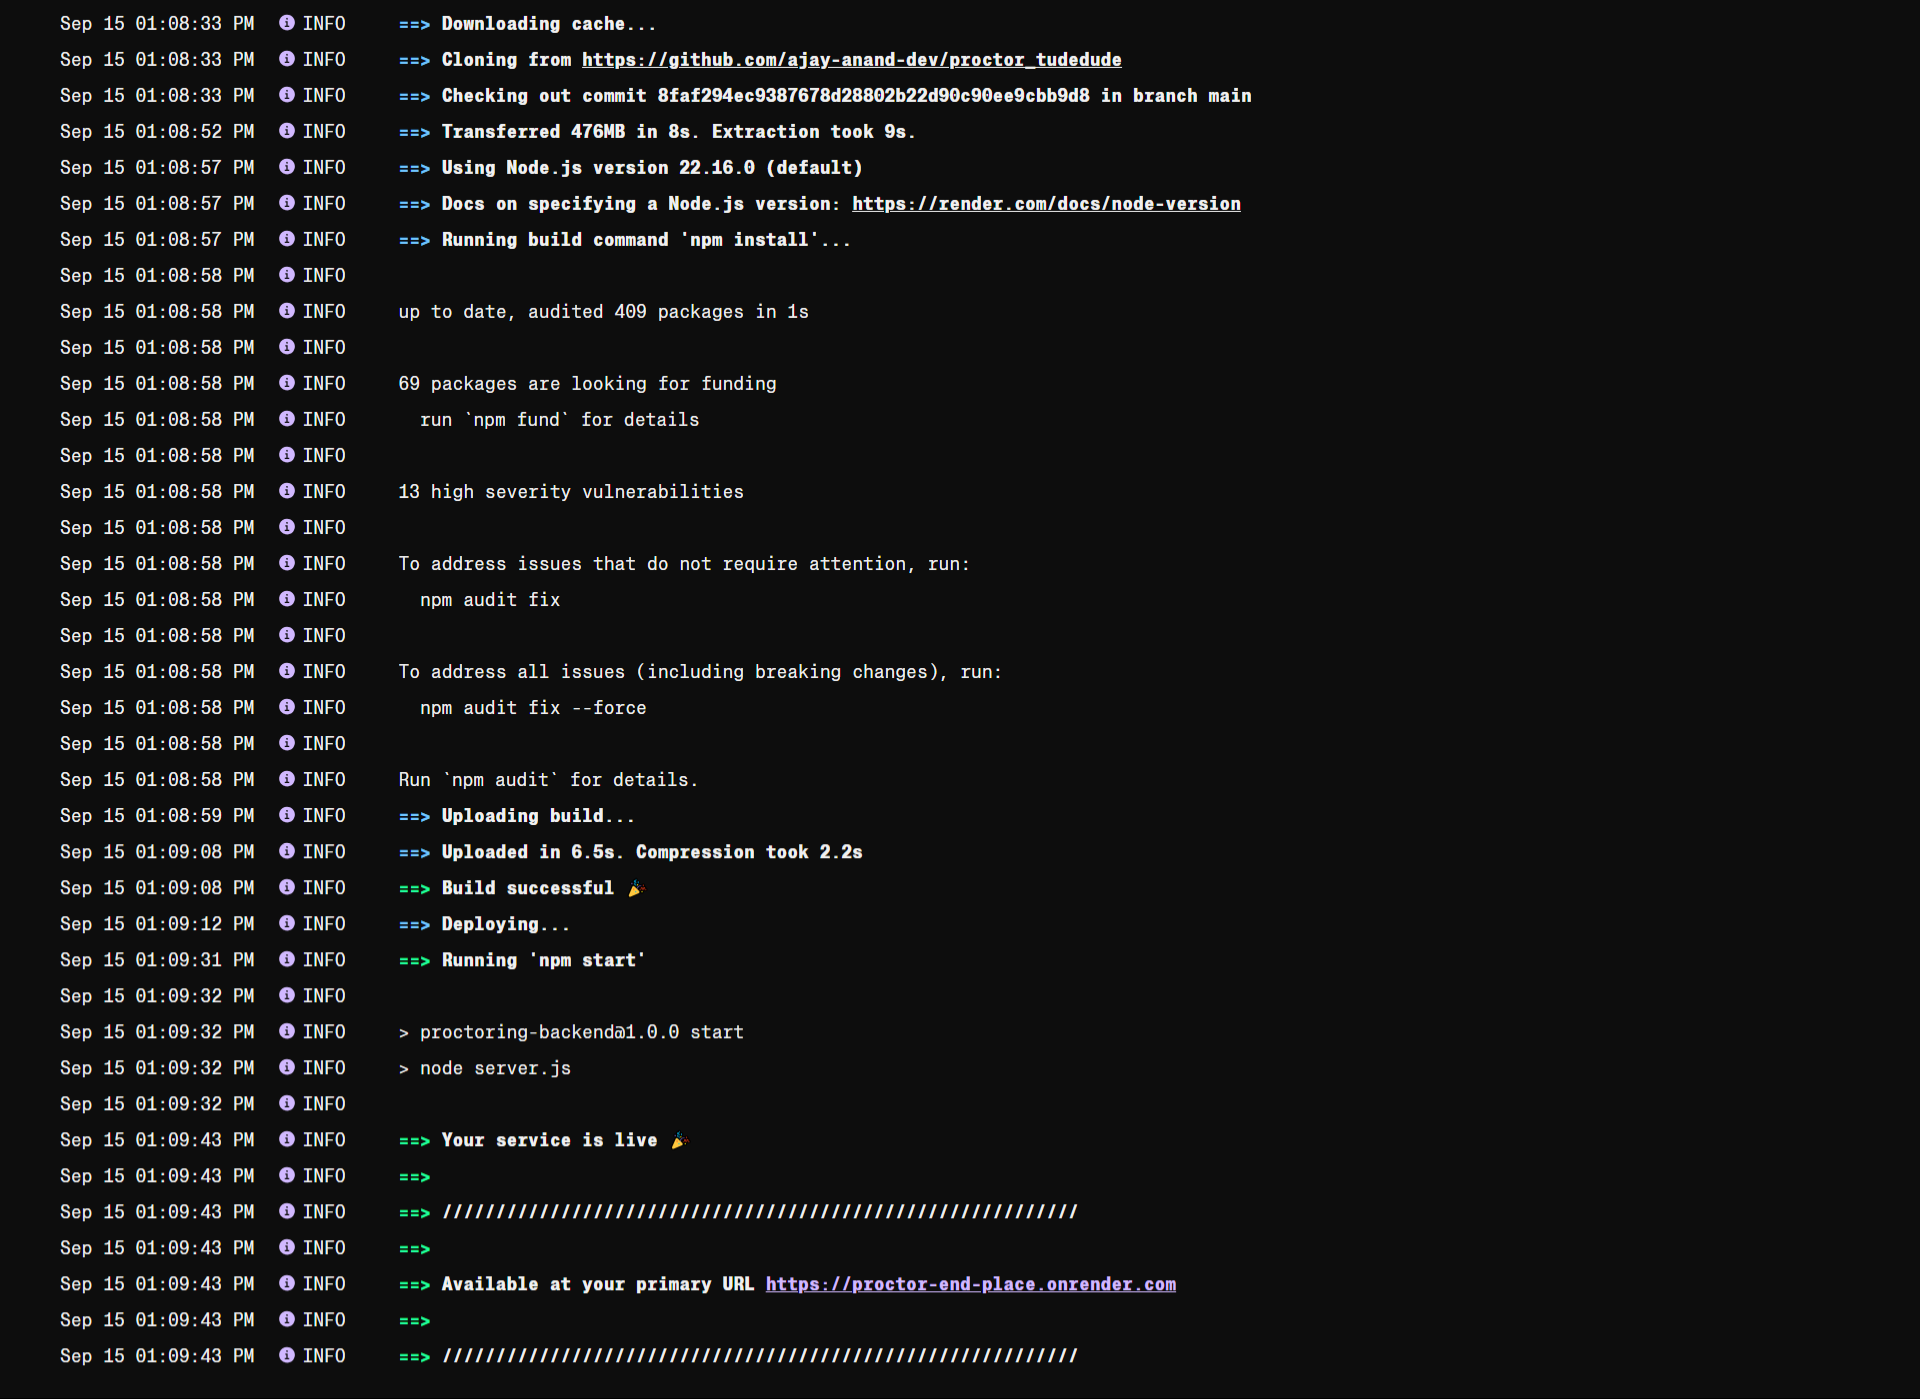 Sep 15 01:08:33 PM INFO ==> Downloading cache...
Sep 15 01:08:33 PM INFO ==> Cloning from https://github.com/ajay-anand-dev/proctor_tudedude
Sep 15 01:08:33 PM INFO ==> Checking out commit 8faf294ec9387678d28802b22d90c90ee9cbb9d8 in branch main
Sep 15 01:08:52 PM INFO ==> Transferred 476MB in 8s. Extraction took 9s.
Sep 15 01:08:57 PM INFO ==> Using Node.js version 22.16.0 (default)
Sep 15 01:08:57 PM INFO ==> Docs on specifying a Node.js version: https://render.com/docs/node-version
Sep 15 01:08:57 PM INFO ==> Running build command 'npm install'...
Sep 15 01:08:58 PM INFO
Sep 15 01:08:58 PM INFO up to date, audited 409 packages in 1s
Sep 15 01:08:58 PM INFO
Sep 15 01:08:58 PM INFO 69 packages are looking for funding
Sep 15 01:08:58 PM INFO run `npm fund` for details
Sep 15 01:08:58 PM INFO
Sep 15 01:08:58 PM INFO 13 high severity vulnerabilities
Sep 15 01:08:58 PM INFO
Sep 15 01:08:58 PM INFO To address issues that do not require attention, run:
Sep 15 01:08:58 PM INFO npm audit fix
Sep 15 01:08:58 PM INFO
Sep 15 01:08:58 PM INFO To address all issues (including breaking changes), run:
Sep 15 01:08:58 PM INFO npm audit fix --force
Sep 15 01:08:58 PM INFO
Sep 15 01:08:58 PM INFO Run `npm audit` for details.
Sep 15 01:08:59 PM INFO ==> Uploading build...
Sep 15 01:09:08 PM INFO ==> Uploaded in 6.5s. Compression took 2.2s
Sep 15 01:09:08 PM INFO ==> Build successful 🎉
Sep 15 01:09:12 PM INFO ==> Deploying...
Sep 15 01:09:31 PM INFO ==> Running 'npm start'
Sep 15 01:09:32 PM INFO
Sep 15 01:09:32 PM INFO > proctoring-backend@1.0.0 start
Sep 15 01:09:32 PM INFO > node server.js
Sep 15 01:09:32 PM INFO
Sep 15 01:09:43 PM INFO ==> Your service is live 🎉
Sep 15 01:09:43 PM INFO ==>
Sep 15 01:09:43 PM INFO ==> ///////////////////////////////////////////////////////////
Sep 15 01:09:43 PM INFO ==>
Sep 15 01:09:43 PM INFO ==> Available at your primary URL https://proctor-end-place.onrender.com
Sep 15 01:09:43 PM INFO ==>
Sep 15 01:09:43 PM INFO ==> ///////////////////////////////////////////////////////////